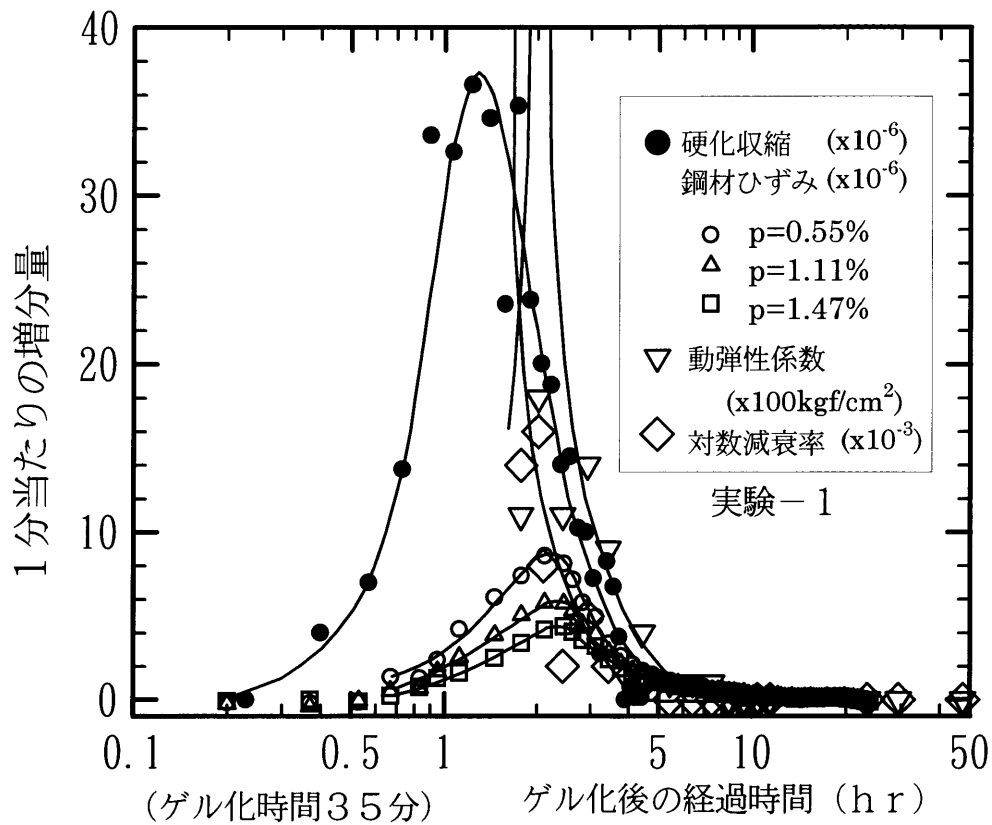 40
30
20
10
0
1分当たりの増分量
硬化収縮 (x10-6)
鋼材ひずみ (x10-6)
p=0.55%
p=1.11%
p=1.47%
動弾性係数
(x100kgf/cm2)
対数減衰率 (x10-3)
実験－1
0.1 0.5 1 5 10 50
（ゲル化時間３５分） ゲル化後の経過時間（ｈｒ）